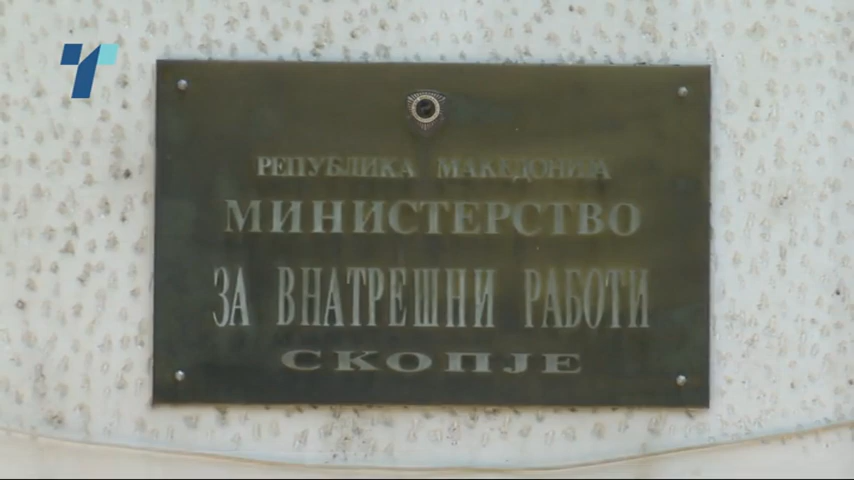 РЕПУБЛИКА МАКЕДОНИЈА
МИНИСТЕРСТВО
ЗА ВНАТРЕШНИ РАБОТИ
СКОПЈЕ